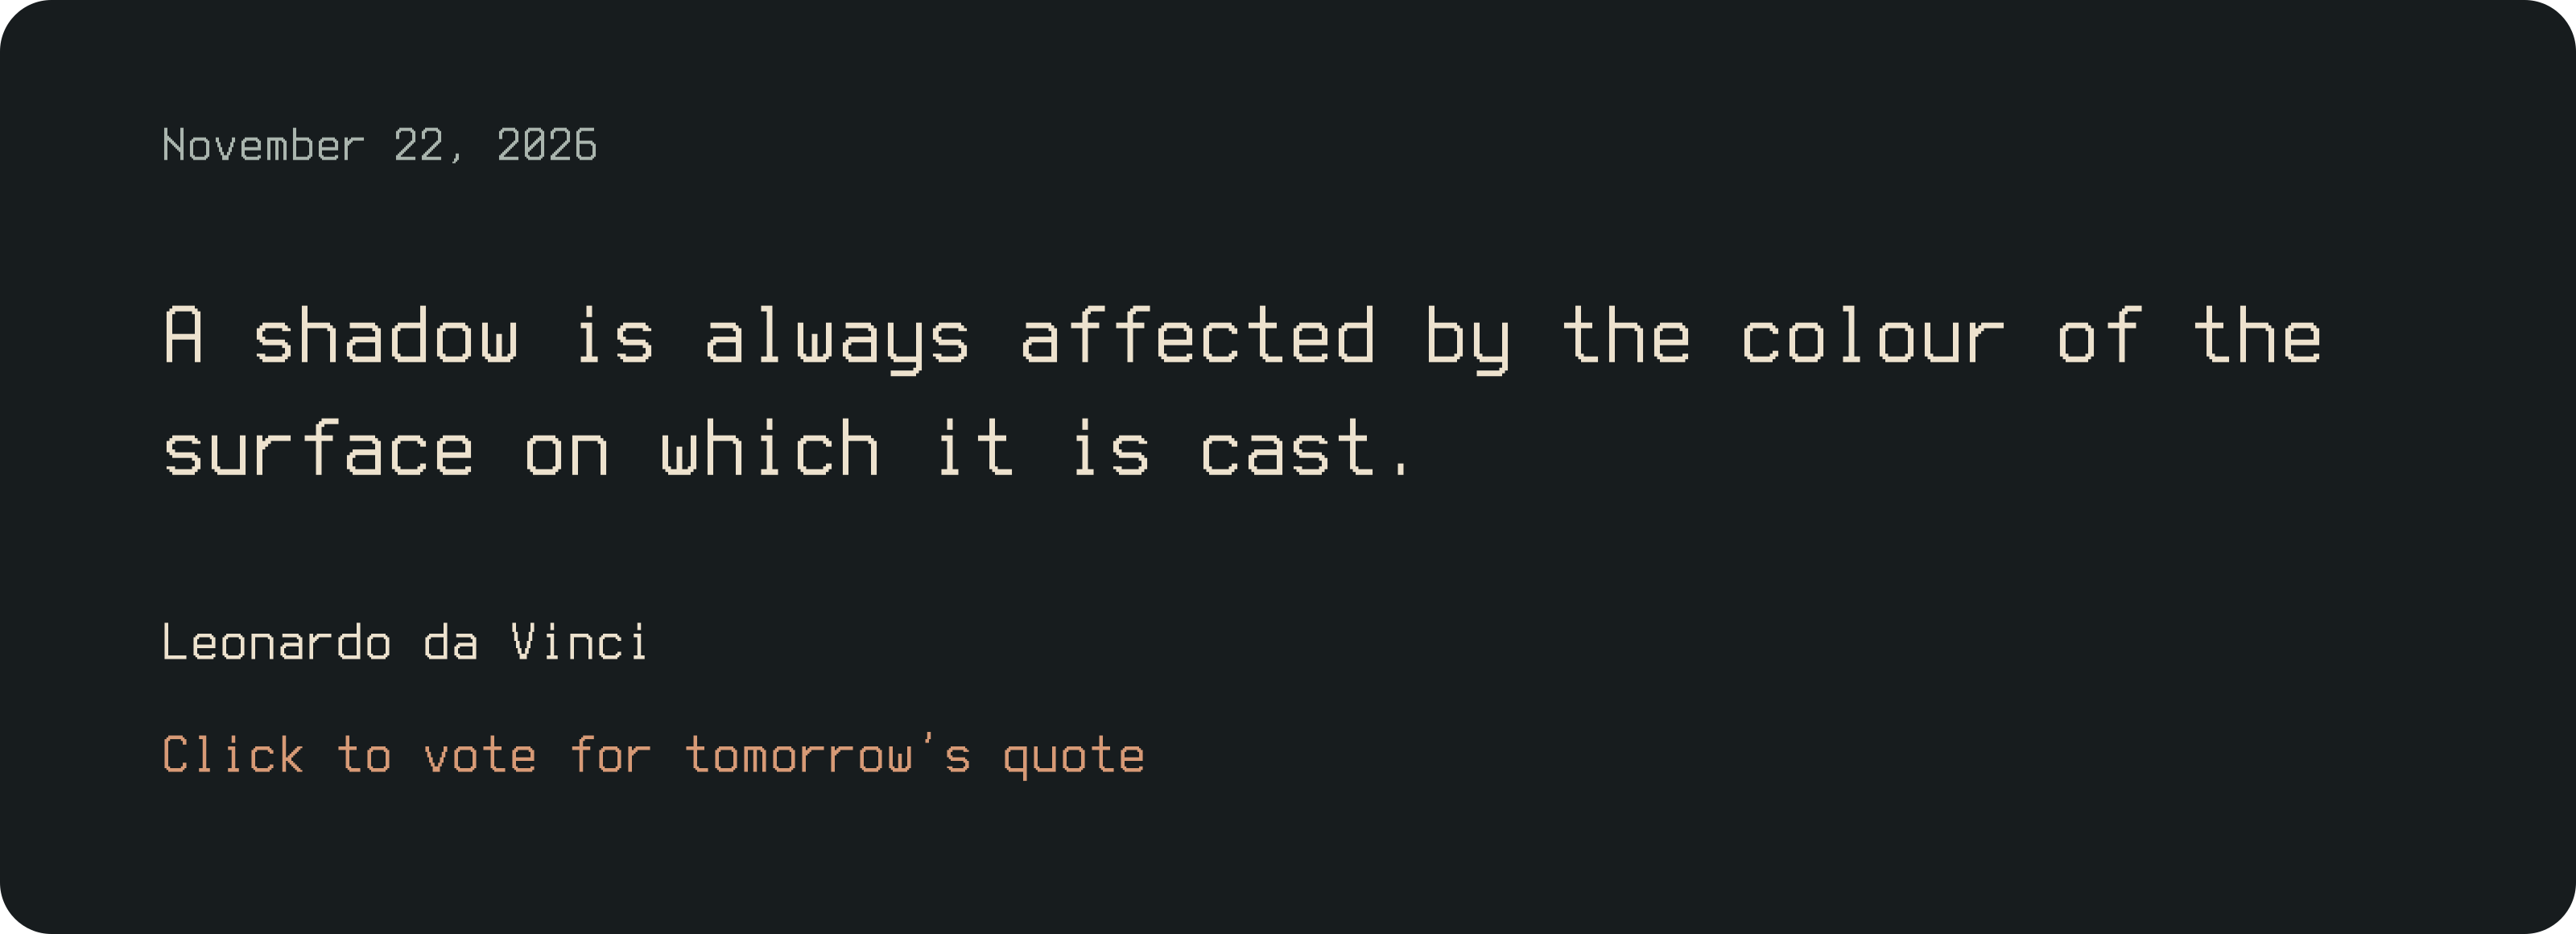 November 22, 2026
A shadow is always affected by the colour of the
surface on which it is cast.
Leonardo da Vinci
Click to vote for tomorrow's quote